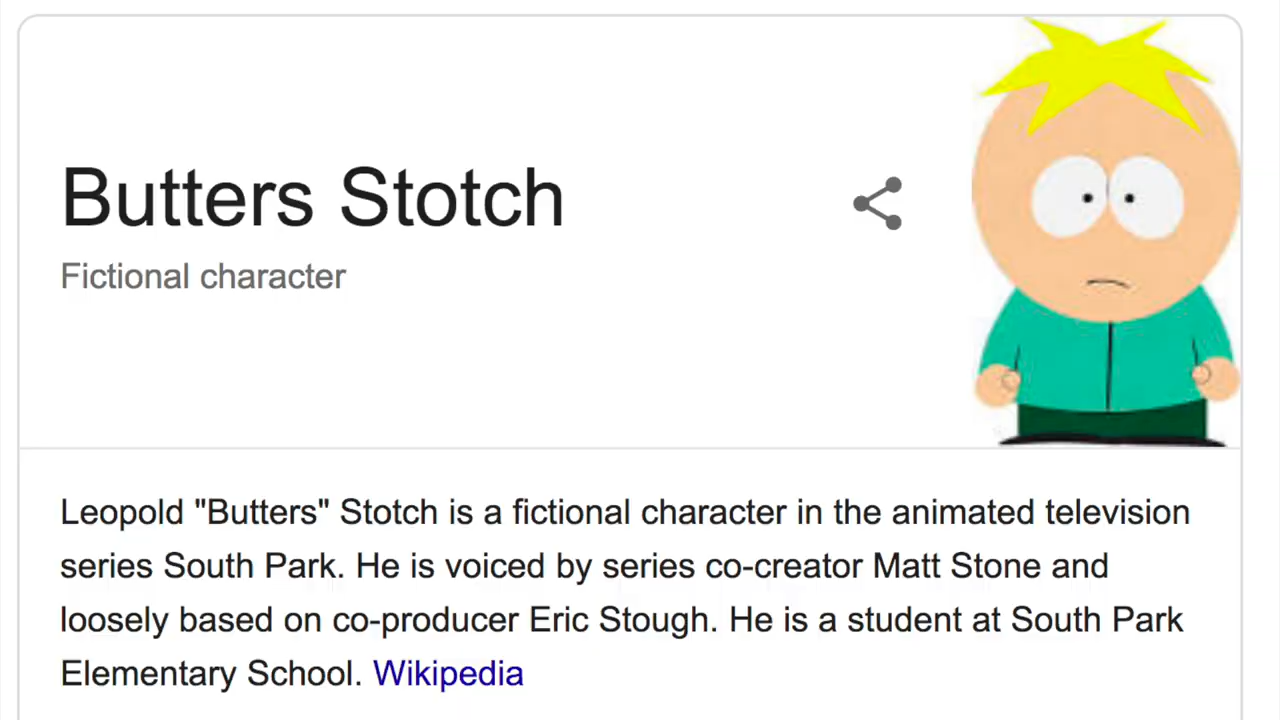 Butters Stotch
Fictional character
Leopold "Butters" Stotch is a fictional character in the animated television
series South Park. He is voiced by series co-creator Matt Stone and
loosely based on co-producer Eric Stough. He is a student at South Park
Elementary School. Wikipedia